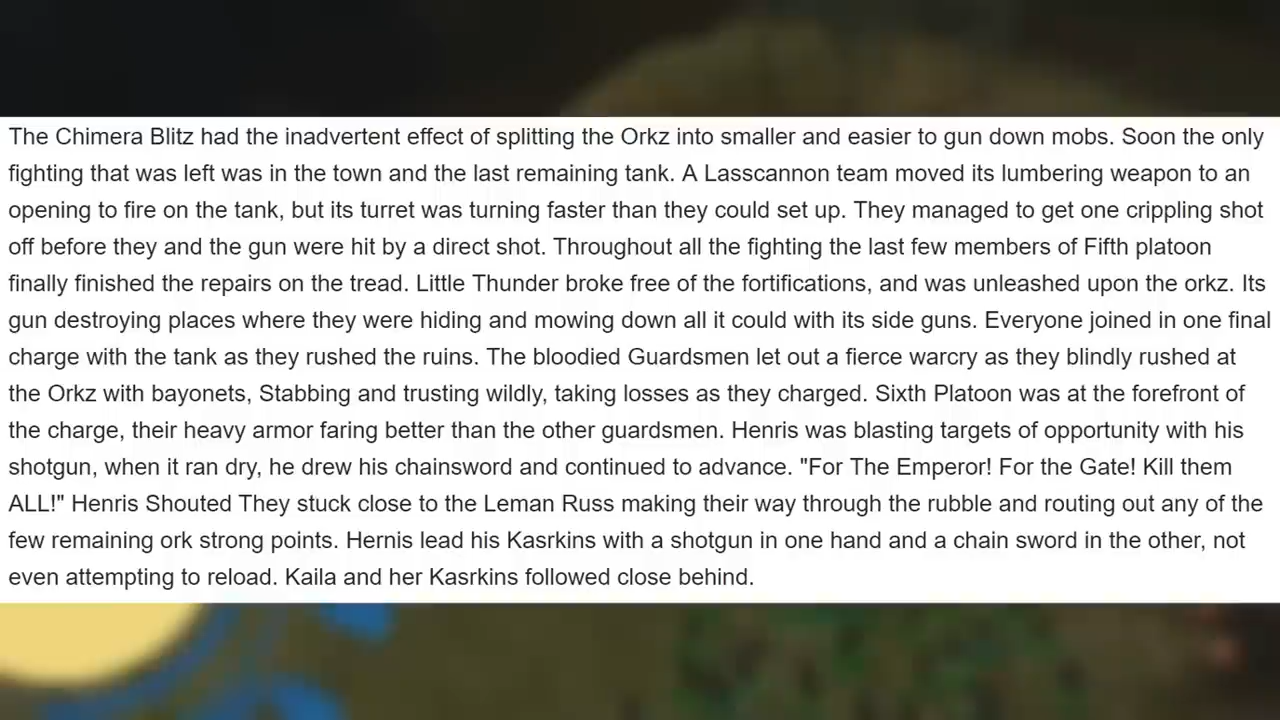 The Chimera Blitz had the inadvertent effect of splitting the Orkz into smaller and easier to gun down mobs. Soon the only
fighting that was left was in the town and the last remaining tank. A Lasscannon team moved its lumbering weapon to an
opening to fire on the tank, but its turret was turning faster than they could set up. They managed to get one crippling shot
off before they and the gun were hit by a direct shot. Throughout all the fighting the last few members of Fifth platoon
finally finished the repairs on the tread. Little Thunder broke free of the fortifications, and was unleashed upon the orkz. Its
gun destroying places where they were hiding and mowing down all it could with its side guns. Everyone joined in one final
charge with the tank as they rushed the ruins. The bloodied Guardsmen let out a fierce warcry as they blindly rushed at
the Orkz with bayonets, Stabbing and trusting wildly, taking losses as they charged. Sixth Platoon was at the forefront of
the charge, their heavy armor faring better than the other guardsmen. Henris was blasting targets of opportunity with his
shotgun, when it ran dry, he drew his chainsword and continued to advance. "For The Emperor! For the Gate! Kill them
ALL!" Henris Shouted They stuck close to the Leman Russ making their way through the rubble and routing out any of the
few remaining ork strong points. Hernis lead his Kasrkins with a shotgun in one hand and a chain sword in the other, not
even attempting to reload. Kaila and her Kasrkins followed close behind.